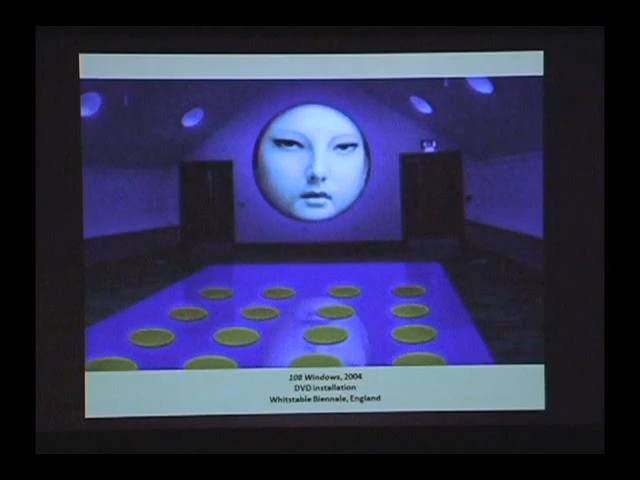 108 Windows, 2004
DVD installation
Whitstable Biennale, England